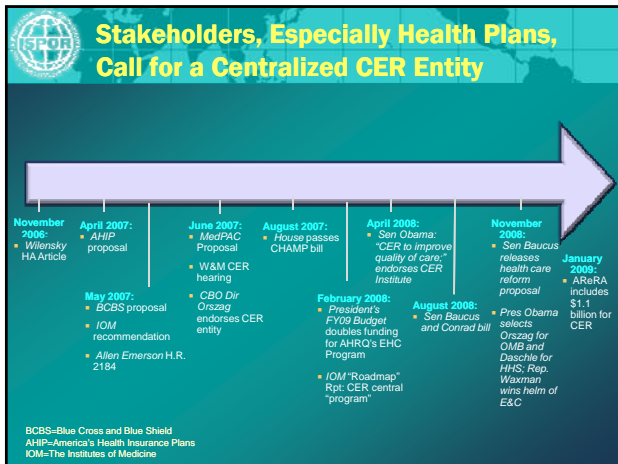 ISPOR
Stakeholders, Especially Health Plans,
Call for a Centralized CER Entity
November
2006:
▪ Wilensky
HA Article
April 2007:
▪ AHIP
proposal
May 2007:
▪ BCBS proposal
▪ IOM
recommendation
▪ Allen Emerson H.R.
2184
June 2007:
▪ MedPAC
Proposal
▪ W&M CER
hearing
▪ CBO Dir
Orszag
endorses CER
entity
August 2007:
▪ House passes
CHAMP bill
February 2008:
▪ President's
FY09 Budget
doubles funding
for AHRQ's EHC
Program
▪ IOM "Roadmap"
Rpt: CER central
"program"
April 2008:
▪ Sen Obama:
"CER to improve
quality of care;"
endorses CER
Institute
August 2008:
▪ Sen Baucus
and Conrad bill
November
2008:
▪ Sen Baucus
releases
health care
reform
proposal
▪ Pres Obama
selects
Orszag for
OMB and
Daschle for
HHS; Rep.
Waxman
wins helm of
E&C
January
2009:
▪ AReRA
includes
$1.1
billion for
CER
BCBS=Blue Cross and Blue Shield
AHIP=America's Health Insurance Plans
IOM=The Institutes of Medicine